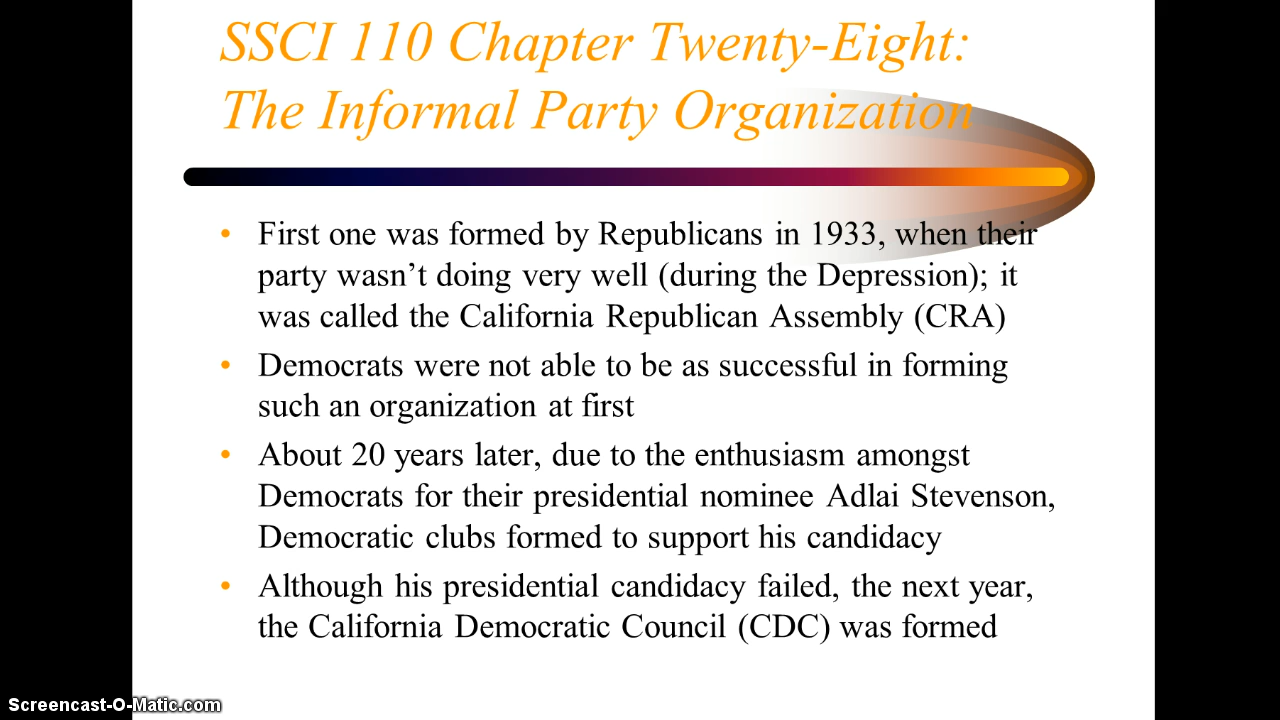 SSCI 110 Chapter Twenty-Eight:
The Informal Party Organization
• First one was formed by Republicans in 1933, when their
party wasn’t doing very well (during the Depression); it
was called the California Republican Assembly (CRA)
• Democrats were not able to be as successful in forming
such an organization at first
• About 20 years later, due to the enthusiasm amongst
Democrats for their presidential nominee Adlai Stevenson,
Democratic clubs formed to support his candidacy
• Although his presidential candidacy failed, the next year,
the California Democratic Council (CDC) was formed
Screencast-O-Matic.com